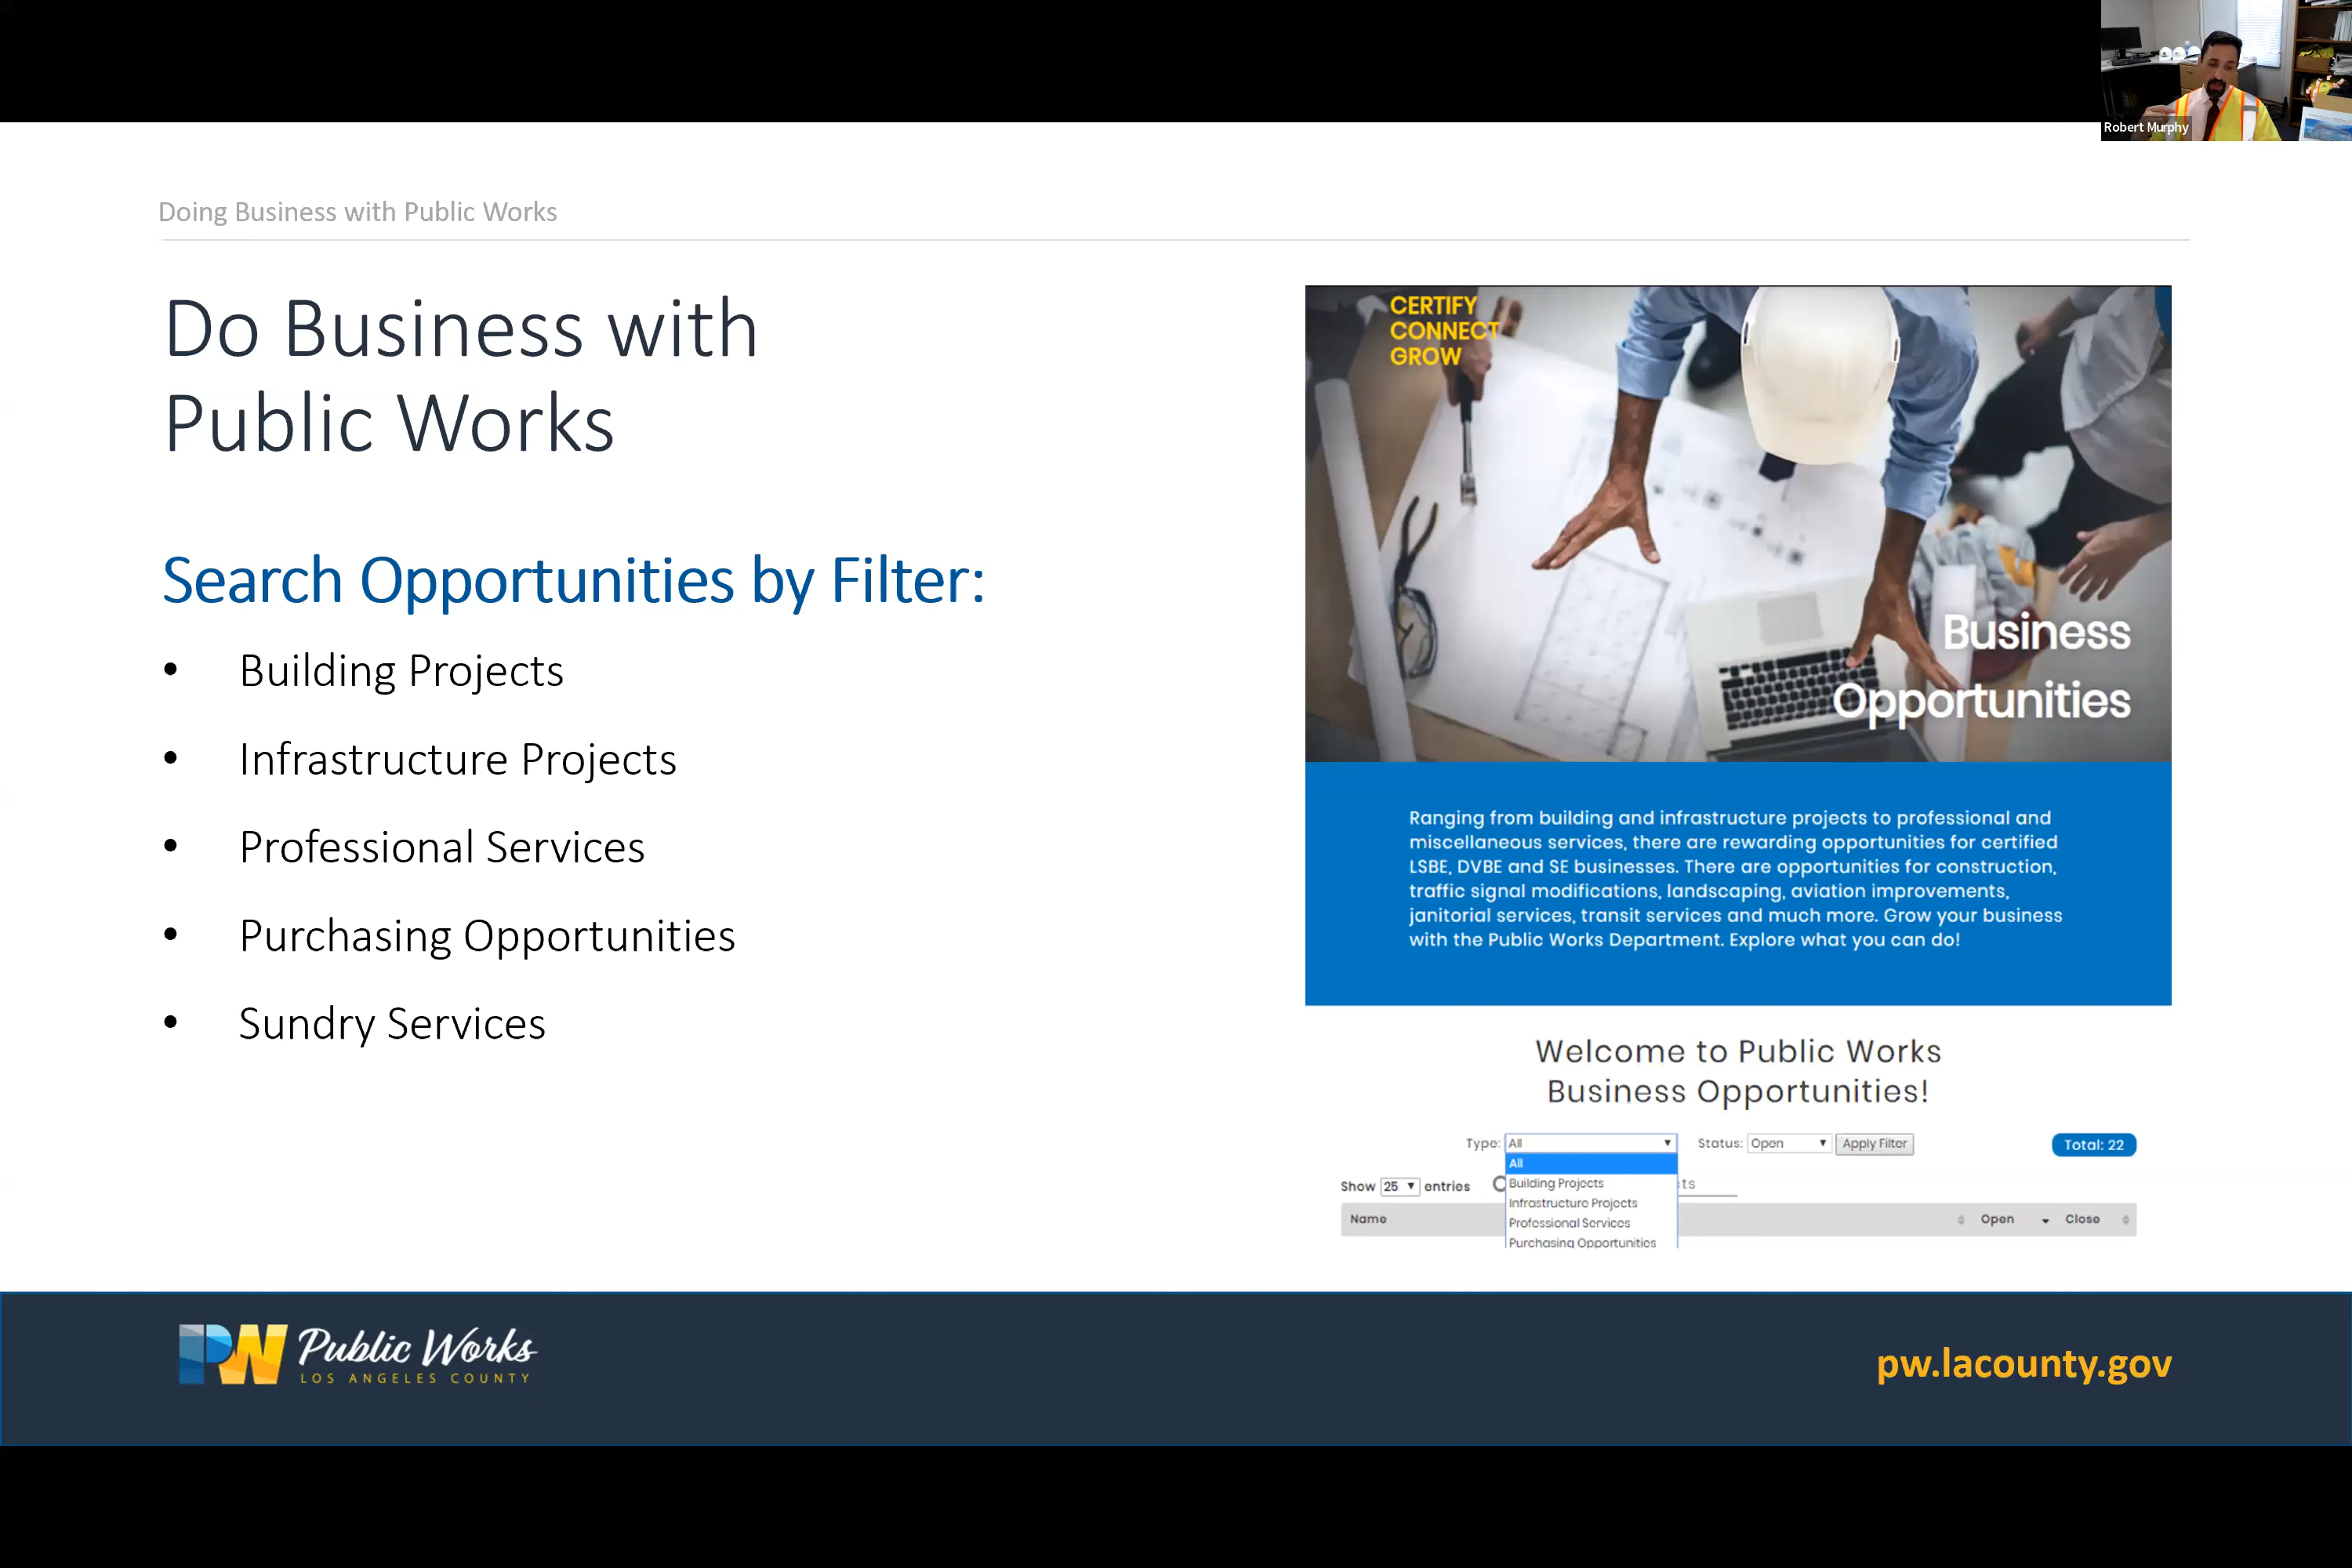 Robert Murphy
Doing Business with Public Works
Do Business with
Public Works
Search Opportunities by Filter:
• Building Projects
• Infrastructure Projects
• Professional Services
• Purchasing Opportunities
• Sundry Services
CERTIFY
CONNECT
GROW
Business
Opportunities
Ranging from building and infrastructure projects to professional and
miscellaneous services, there are rewarding opportunities for certified
LSBE, DVBE and SE businesses. There are opportunities for construction,
traffic signal modifications, landscaping, aviation improvements,
janitorial services, transit services and much more. Grow your business
with the Public Works Department. Explore what you can do!
Welcome to Public Works
Business Opportunities!
Type: All Status: Open Apply Filter Total: 22
All
Building Projects
Infrastructure Projects
Professional Services
Purchasing Opportunities
Show 25 entries
Name Open Close
PW Public Works
LOS ANGELES COUNTY
pw.lacounty.gov